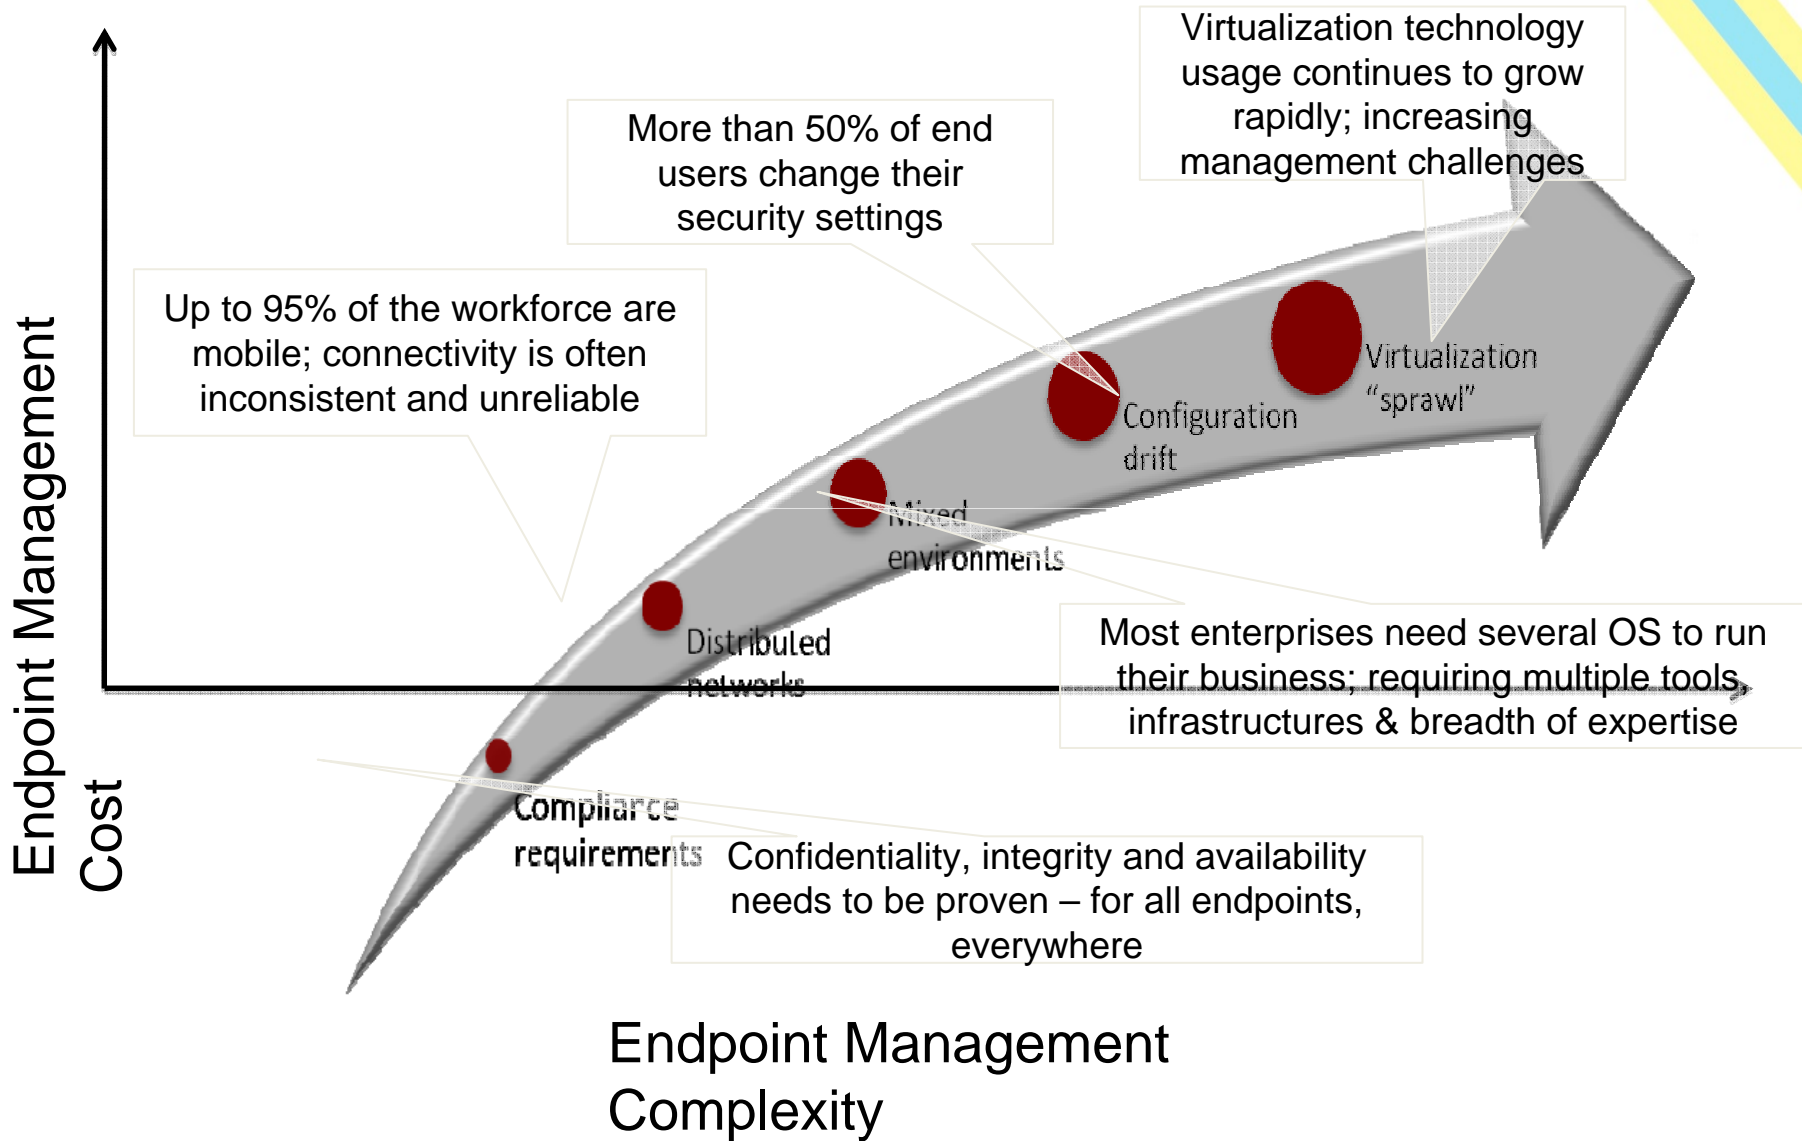 Virtualization technology
usage continues to grow
rapidly; increasing
management challenges
More than 50% of end
users change their
security settings
Up to 95% of the workforce are
mobile; connectivity is often
inconsistent and unreliable
Virtualization
“sprawl”
Configuration
drift
Mixed
environments
Distributed
networks
Most enterprises need several OS to run
their business; requiring multiple tools,
infrastructures & breadth of expertise
Compliance
requirements
Confidentiality, integrity and availability
needs to be proven – for all endpoints,
everywhere
Endpoint Management
Cost
Endpoint Management
Complexity